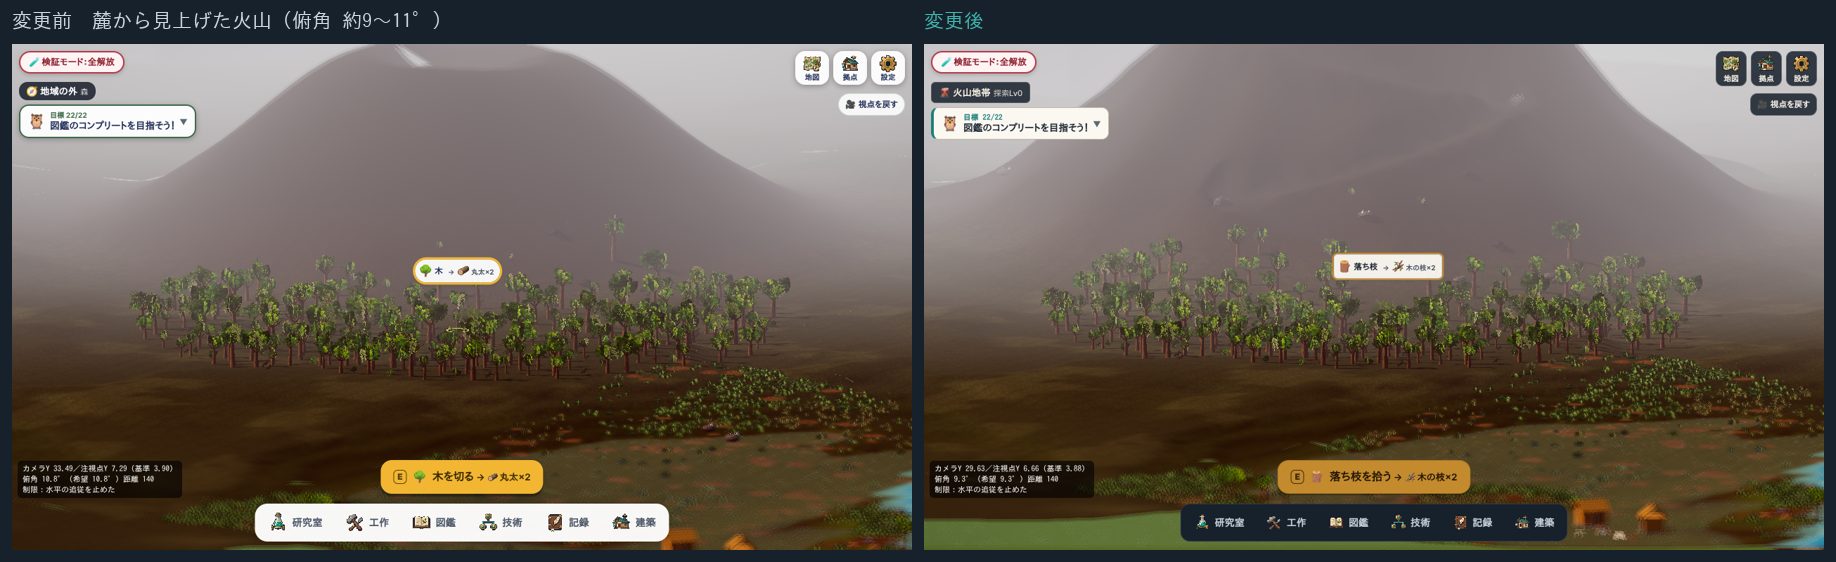 変更前　麓から見上げた火山（俯角 約9〜11°）
検証モード:全解放
地域の外
目標 22/22
図鑑のコンプリートを目指そう! ▼
地図
拠点
設定
視点を戻す
木 → 丸太×2
カメラY 33.49／注視点Y 7.29（基準 3.90）
俯角 10.8°（希望 10.8°）距離 140
制限：水平の追従を止めた
E 木を切る → 丸太×2
研究室
工作
図鑑
技術
記録
建築
変更後
検証モード:全解放
火山地帯 探索Lv0
目標 22/22
図鑑のコンプリートを目指そう! ▼
地図
拠点
設定
視点を戻す
落ち枝 → 木の枝×2
カメラY 29.63／注視点Y 6.66（基準 3.88）
俯角 9.3°（希望 9.3°）距離 140
制限：水平の追従を止めた
E 落ち枝を拾う → 木の枝×2
研究室
工作
図鑑
技術
記録
建築